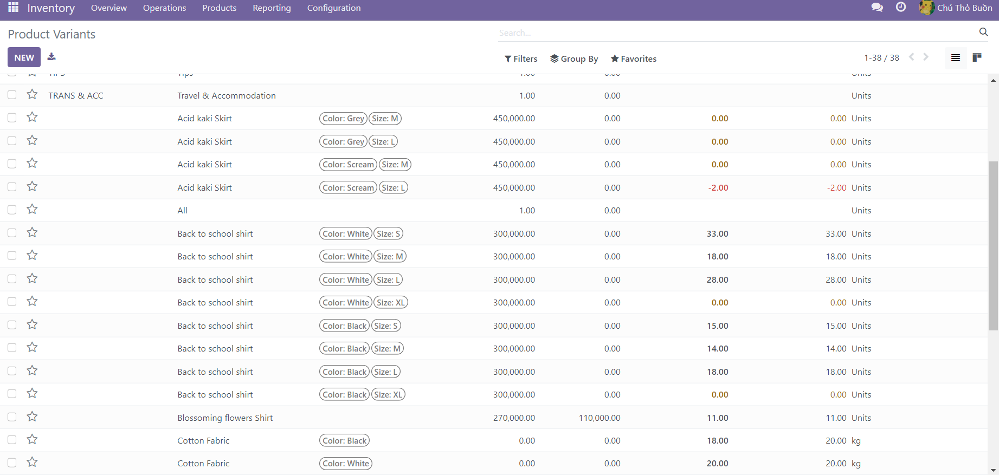 Inventory Overview Operations Products Reporting Configuration Chú Thỏ Buồn
Product Variants Search...
NEW Filters Group By Favorites 1-38 / 38
TIPS Tips 1.00 0.00 Units
TRANS & ACC Travel & Accommodation 1.00 0.00 Units
Acid kaki Skirt Color: Grey Size: M 450,000.00 0.00 0.00 0.00 Units
Acid kaki Skirt Color: Grey Size: L 450,000.00 0.00 0.00 0.00 Units
Acid kaki Skirt Color: Scream Size: M 450,000.00 0.00 0.00 0.00 Units
Acid kaki Skirt Color: Scream Size: L 450,000.00 0.00 -2.00 -2.00 Units
All 1.00 0.00 Units
Back to school shirt Color: White Size: S 300,000.00 0.00 33.00 33.00 Units
Back to school shirt Color: White Size: M 300,000.00 0.00 18.00 18.00 Units
Back to school shirt Color: White Size: L 300,000.00 0.00 28.00 28.00 Units
Back to school shirt Color: White Size: XL 300,000.00 0.00 0.00 0.00 Units
Back to school shirt Color: Black Size: S 300,000.00 0.00 15.00 15.00 Units
Back to school shirt Color: Black Size: M 300,000.00 0.00 14.00 14.00 Units
Back to school shirt Color: Black Size: L 300,000.00 0.00 18.00 18.00 Units
Back to school shirt Color: Black Size: XL 300,000.00 0.00 0.00 0.00 Units
Blossoming flowers Shirt 270,000.00 110,000.00 11.00 11.00 Units
Cotton Fabric Color: Black 0.00 0.00 18.00 20.00 kg
Cotton Fabric Color: White 0.00 0.00 20.00 20.00 kg